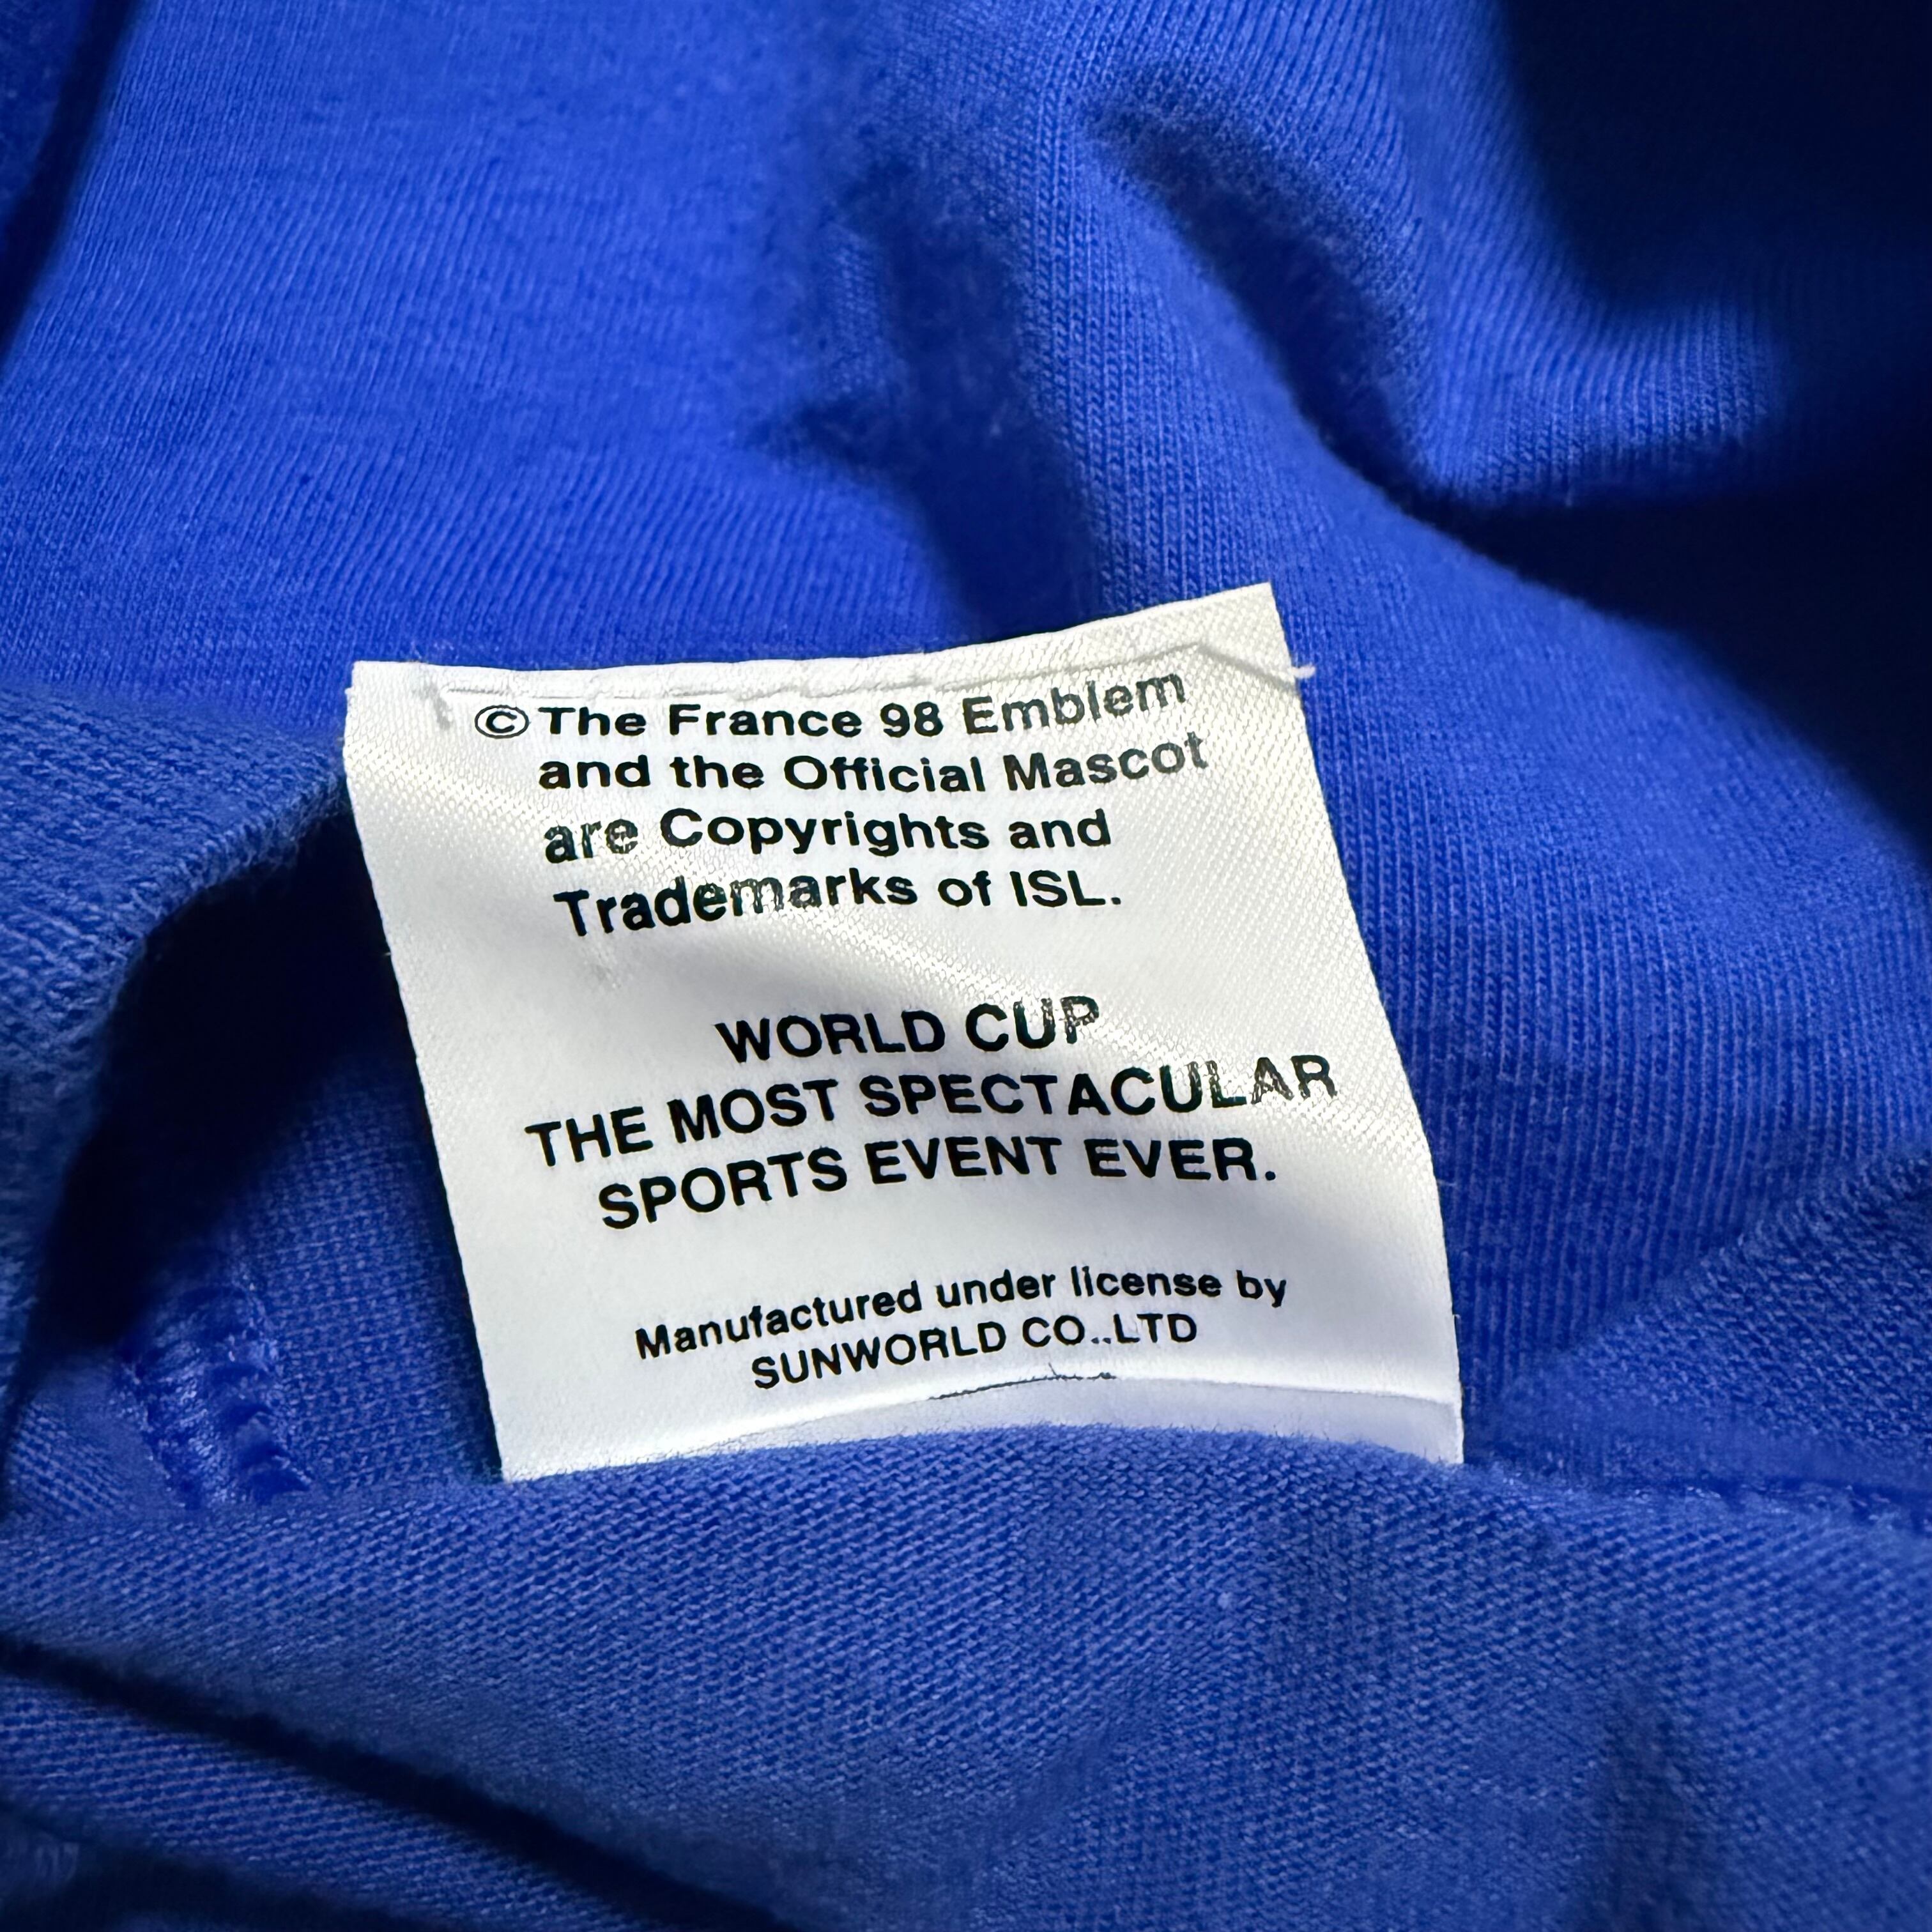 © The France 98 Emblem
and the Official Mascot
are Copyrights and
Trademarks of ISL.
WORLD CUP
THE MOST SPECTACULAR
SPORTS EVENT EVER.
Manufactured under license by
SUNWORLD CO.,LTD